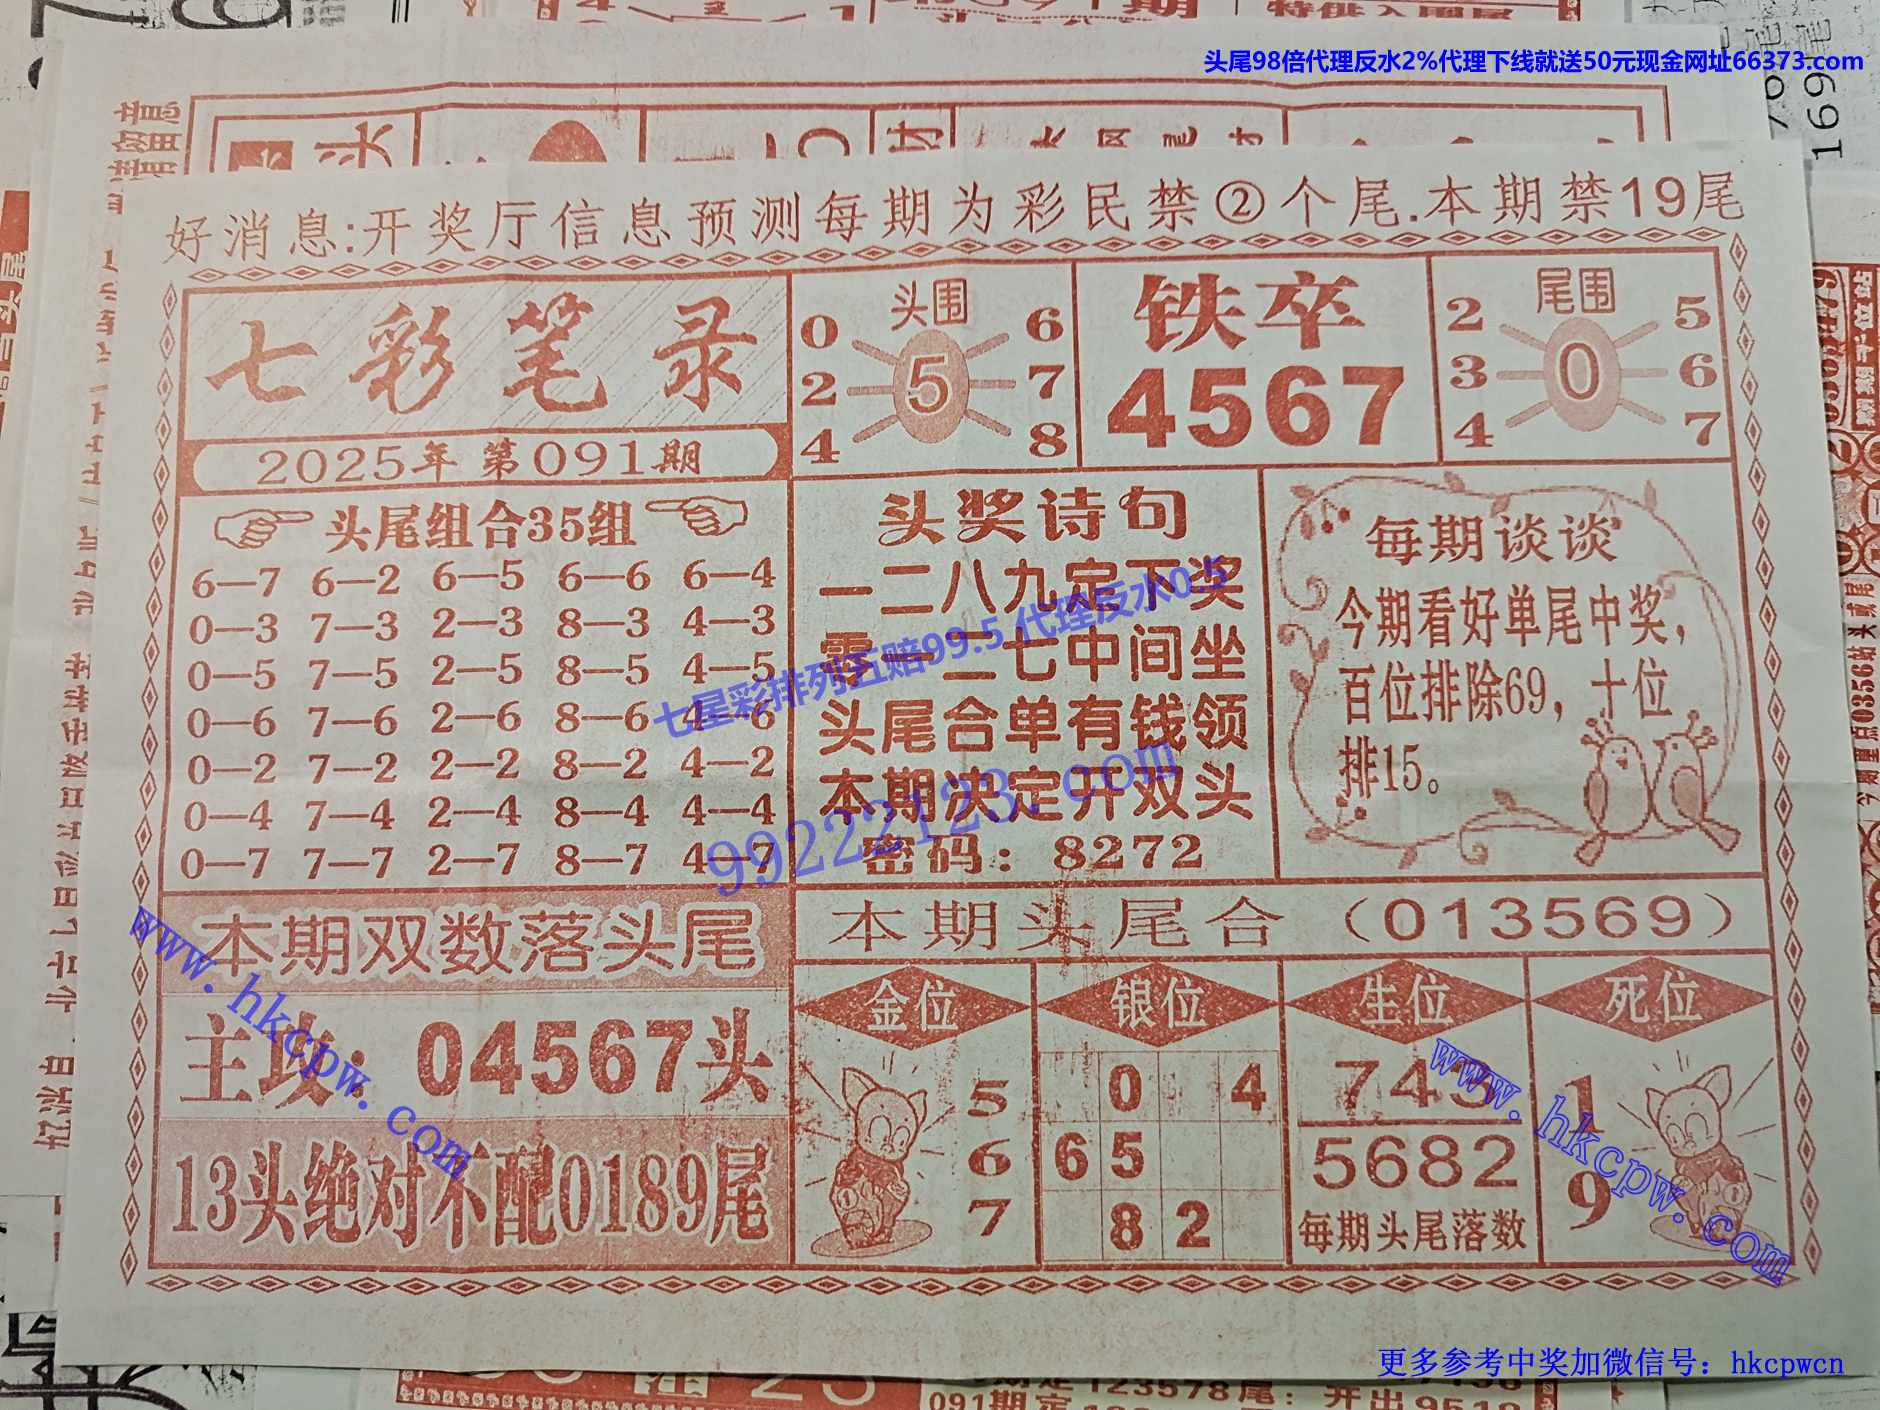 头尾98倍代理反水2%代理下线就送50元现金网址66373.com
169
好消息:开奖厅信息预测每期为彩民禁②个尾.本期禁19尾
七彩笔录
2025年 第091期
头围
0 6
2 5 7
4 8
铁卒
4567
尾围
2 5
3 0 6
4 7
头尾组合35组
6—7 6—2 6—5 6—6 6—4
0—3 7—3 2—3 8—3 4—3
0—5 7—5 2—5 8—5 4—5
0—6 7—6 2—6 8—6 4—6
0—2 7—2 2—2 8—2 4—2
0—4 7—4 2—4 8—4 4—4
0—7 7—7 2—7 8—7 4—7
头奖诗句
一二八九定下奖
零一二七中间坐
头尾合单有钱领
本期决定开双头
密码：8272
七星彩排列五赔99.5 代理反水0.5
99222123.com
每期谈谈
今期看好单尾中奖，
百位排除69，十位
排15。
本期双数落头尾
主攻：04567头
13头绝对不配0189尾
本期头尾合（013569）
金位
5
6
7
银位
0 4
6 5
8 2
生位
743
5682
每期头尾落数
死位
1
9
www.hkcpw.com
www.hkcpw.com
更多参考中奖加微信号：hkcpwcn